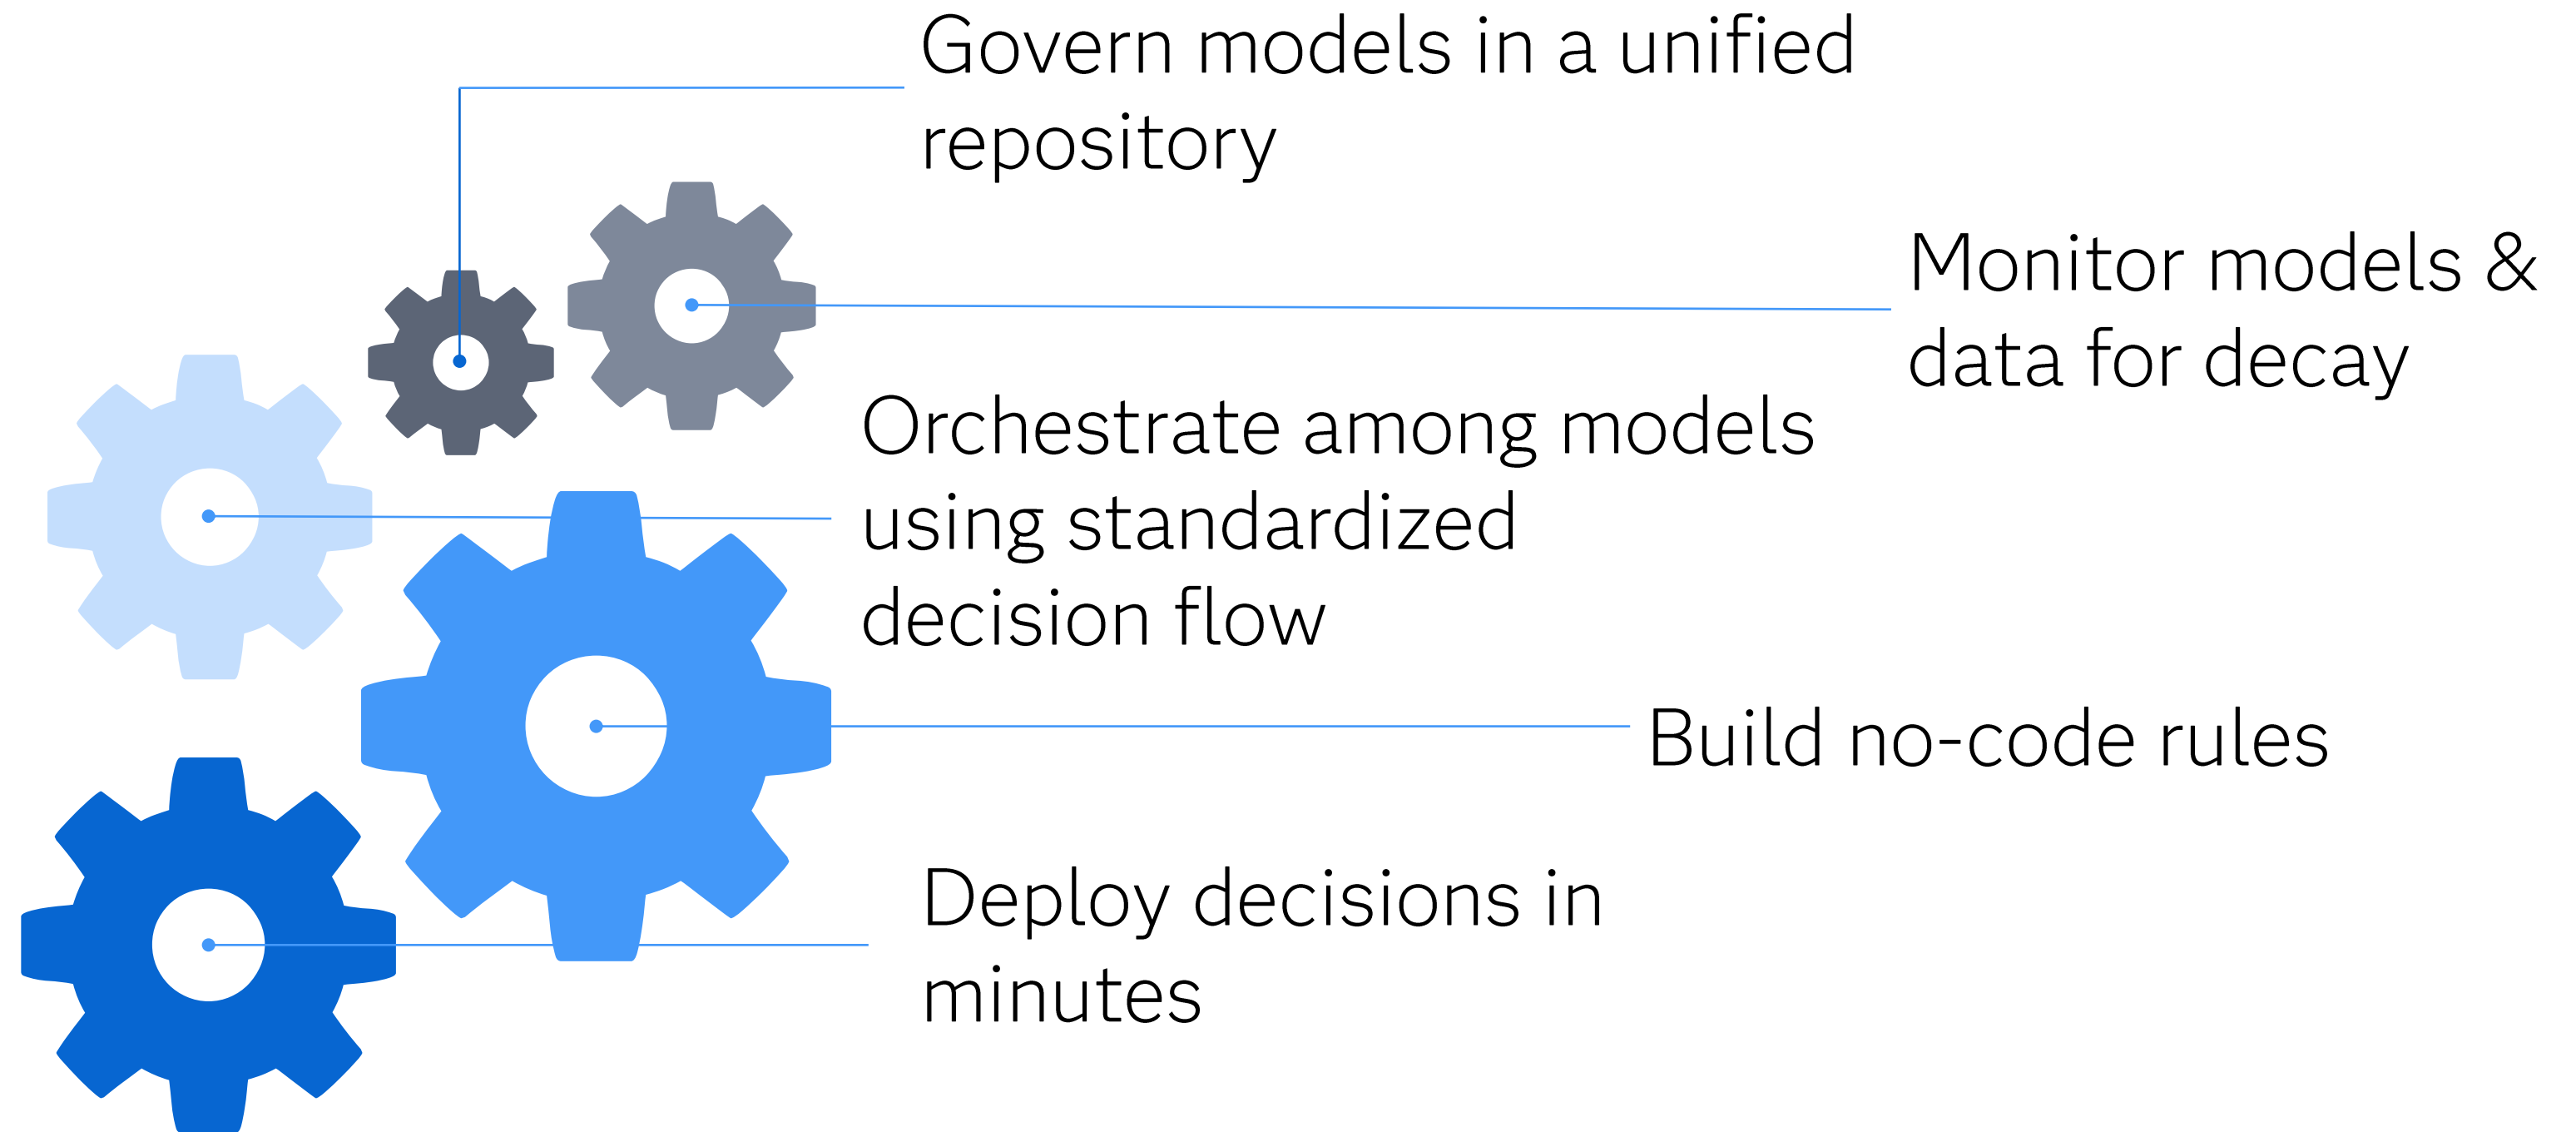 Govern models in a unified
repository
Monitor models &
data for decay
Orchestrate among models
using standardized
decision flow
Build no-code rules
Deploy decisions in
minutes